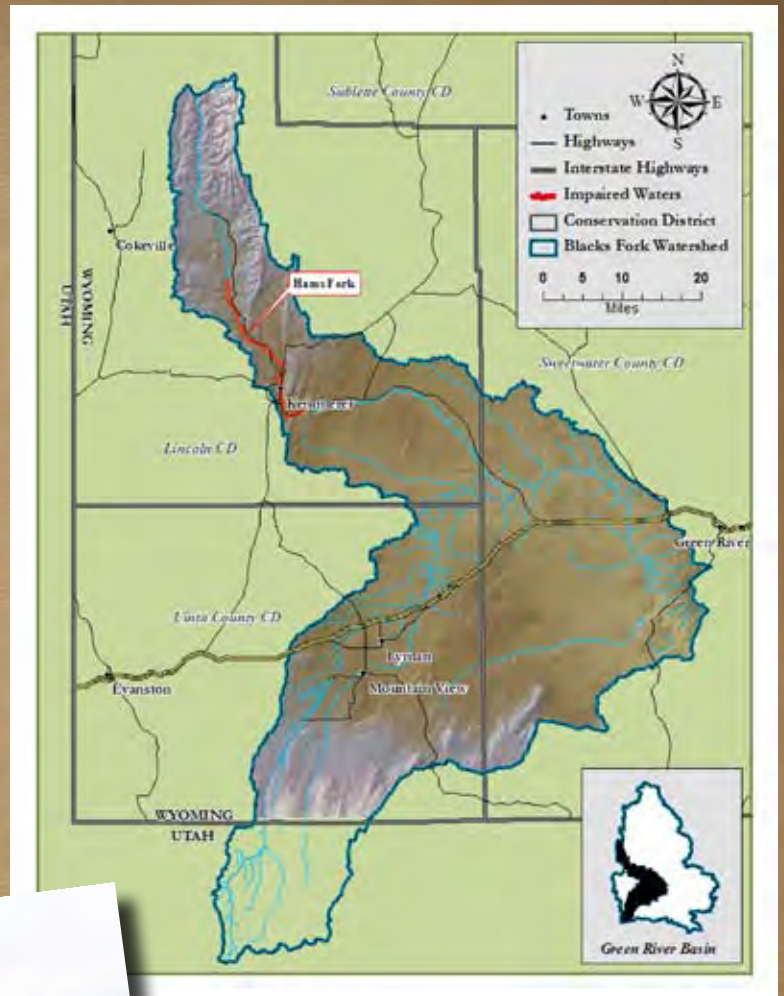 Sublette County CD
N
W
E
S
Towns
Highways
Interstate Highways
Impaired Waters
Conservation District
Blacks Fork Watershed
0 5 10 20
Miles
Cokeville
UTAH
WYOMING
Hams Fork
Sweetwater County CD
Kemmerer
Lincoln CD
Green River
Uinta County CD
Lyman
Evanston
Mountain View
WYOMING
UTAH
Green River Basin